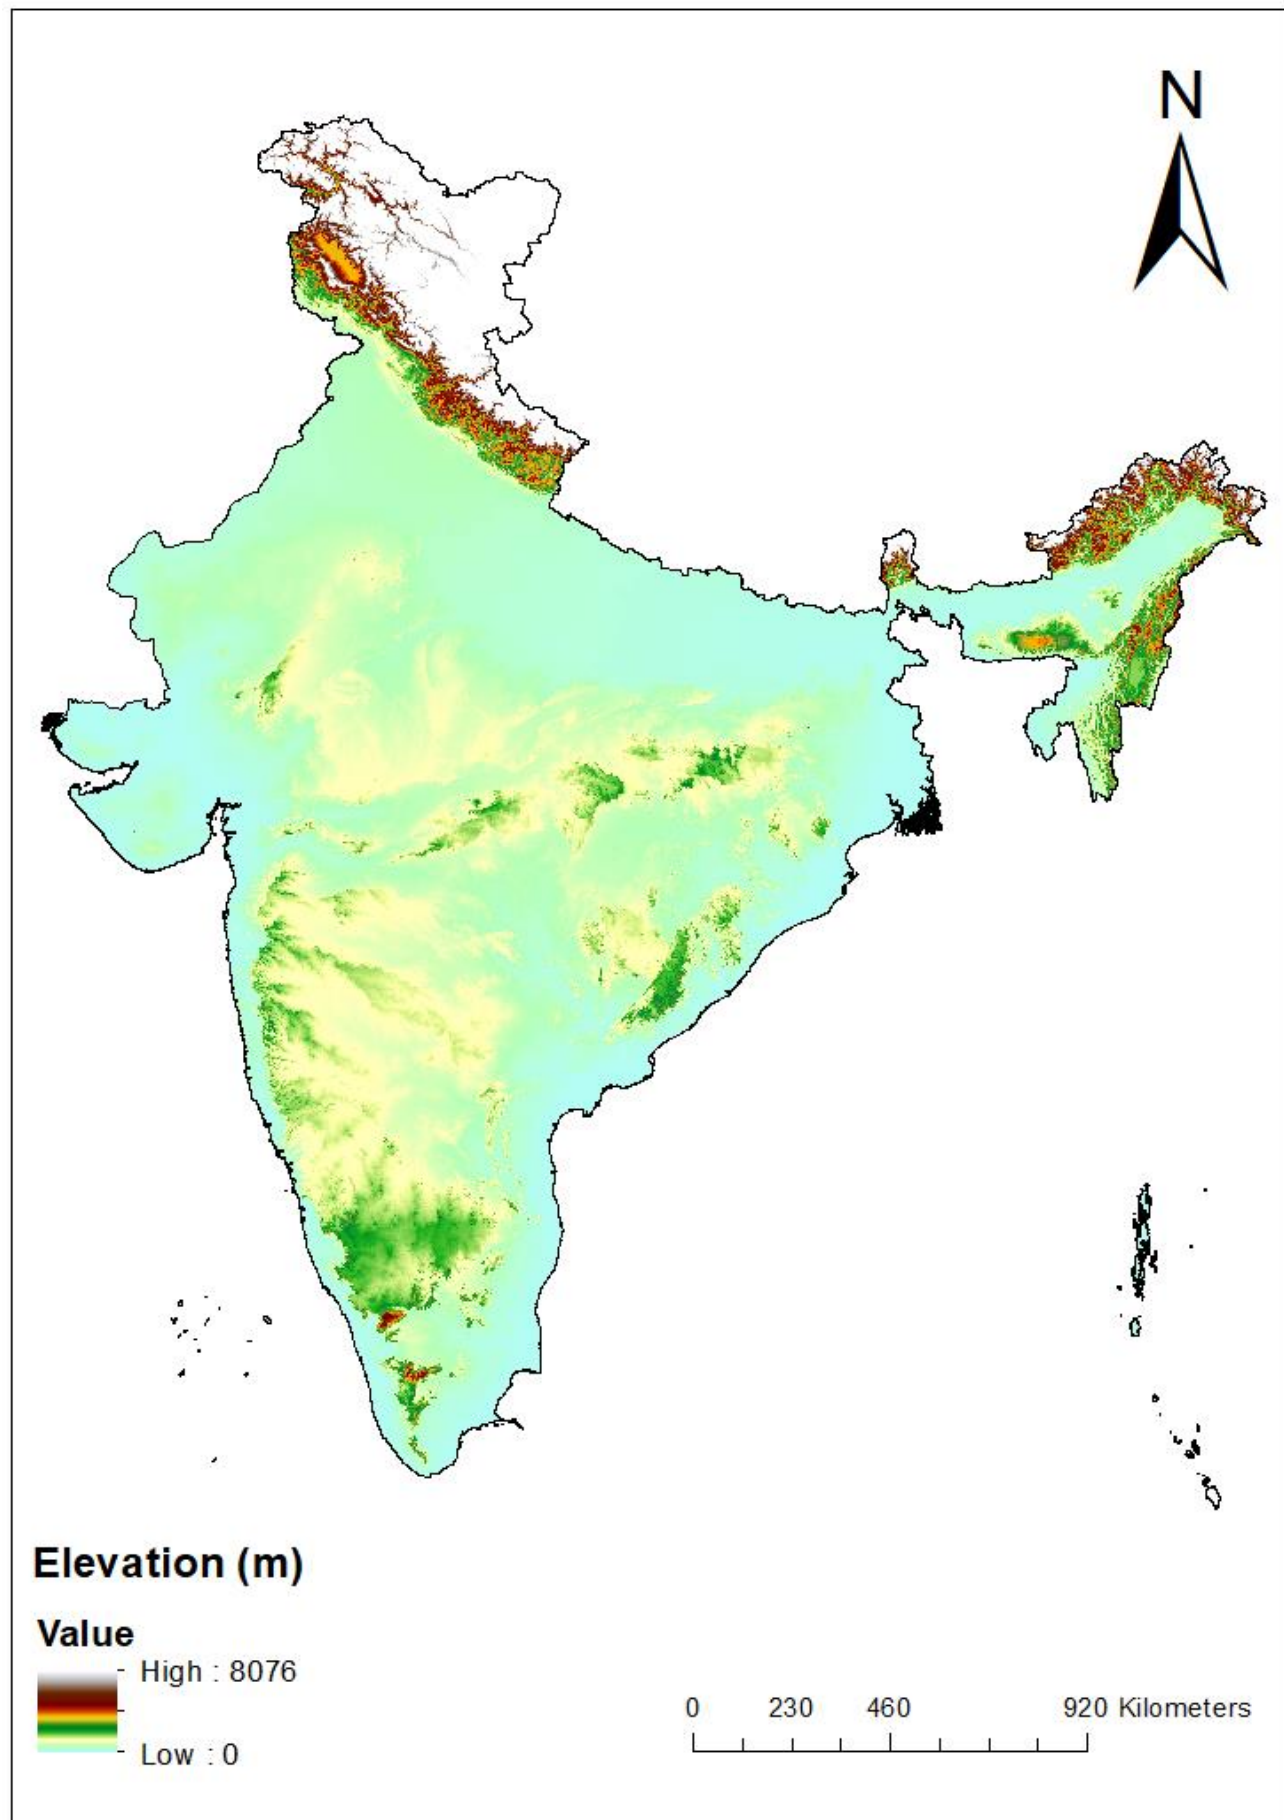 N
Elevation (m)
Value
High : 8076
Low : 0
0 230 460 920 Kilometers